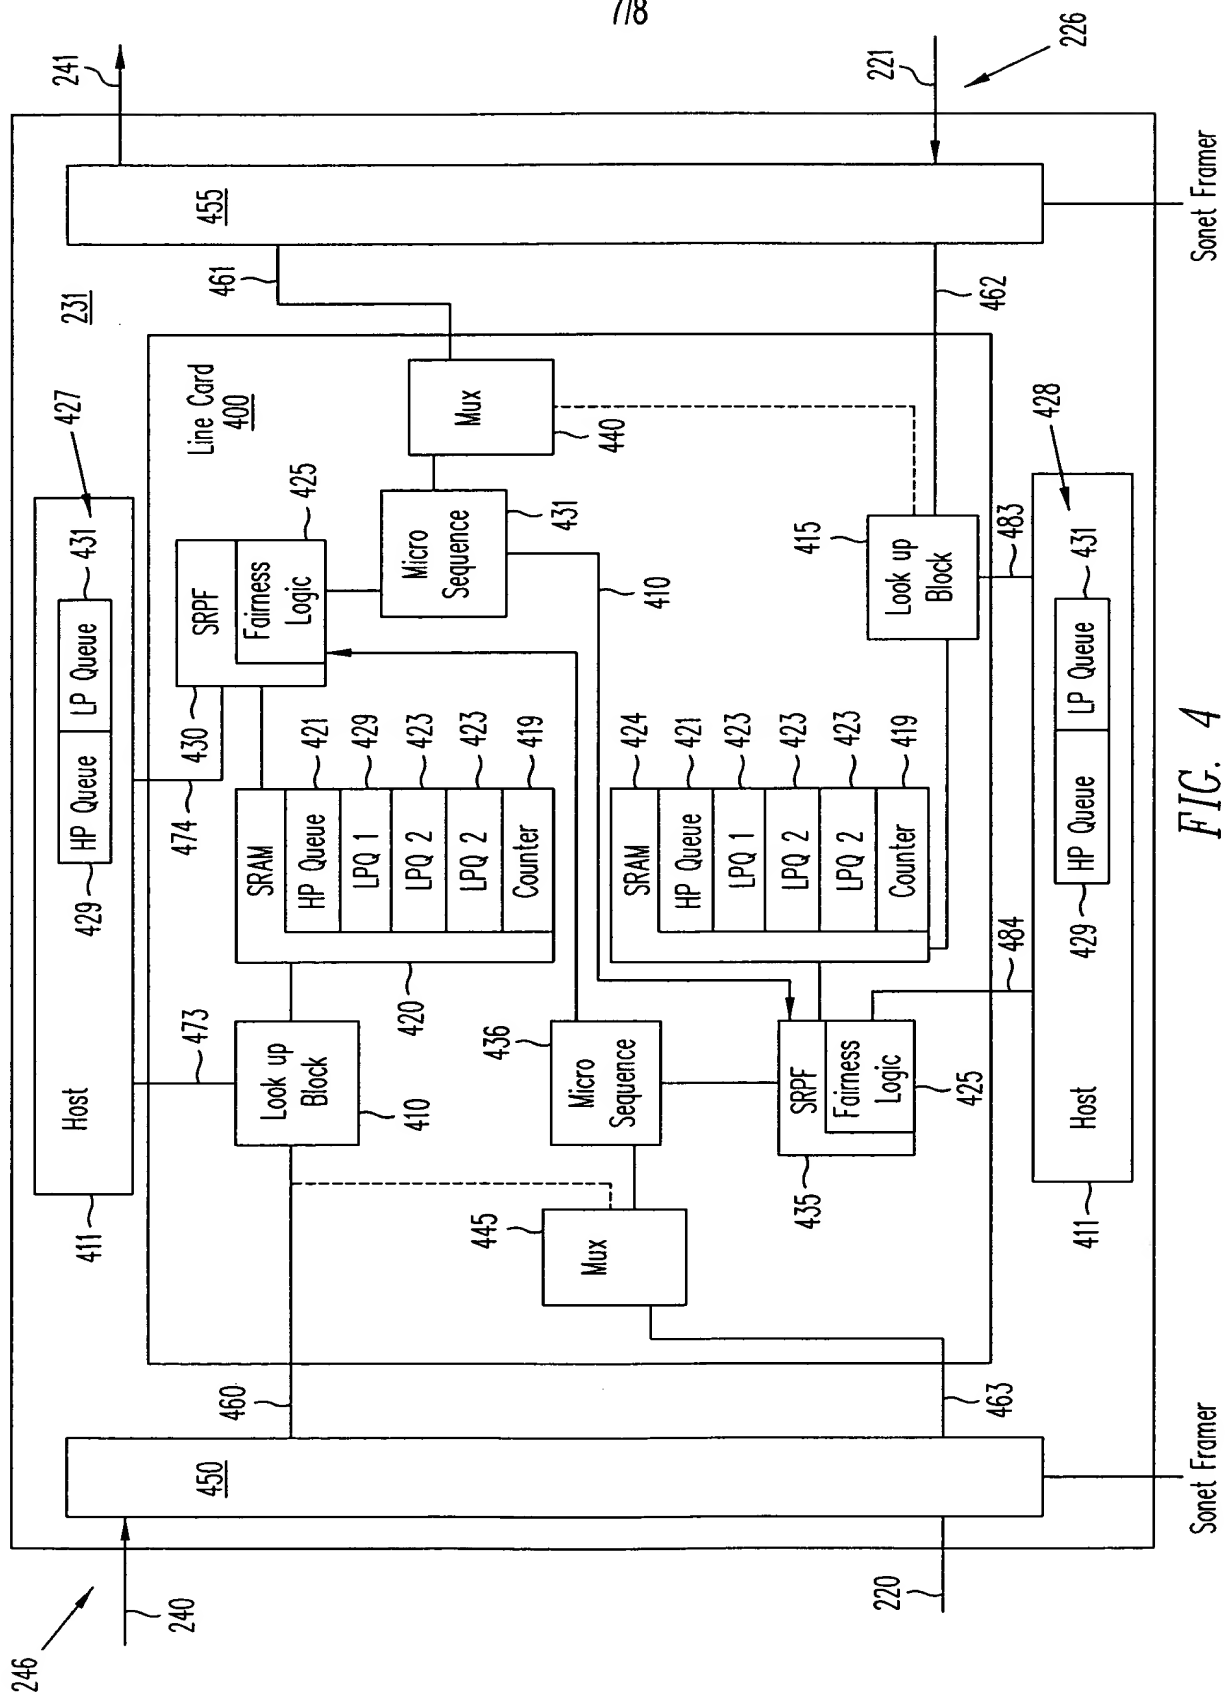 7/8
246
240
241
231
226
221
220
455
450
Sonet Framer
Sonet Framer
461
462
460
463
Host
411
HP Queue
LP Queue
429
431
427
473
474
Line Card
400
Look up
Block
410
SRAM
HP Queue
LPQ 1
LPQ 2
LPQ 2
Counter
420
421
429
423
423
419
SRPF
Fairness
Logic
430
425
Micro
Sequence
431
Mux
440
410
Mux
445
Micro
Sequence
436
SRPF
Fairness
Logic
435
425
SRAM
HP Queue
LPQ 1
LPQ 2
LPQ 2
Counter
424
421
423
423
423
419
Look up
Block
415
483
484
Host
411
HP Queue
LP Queue
429
431
428
FIG. 4